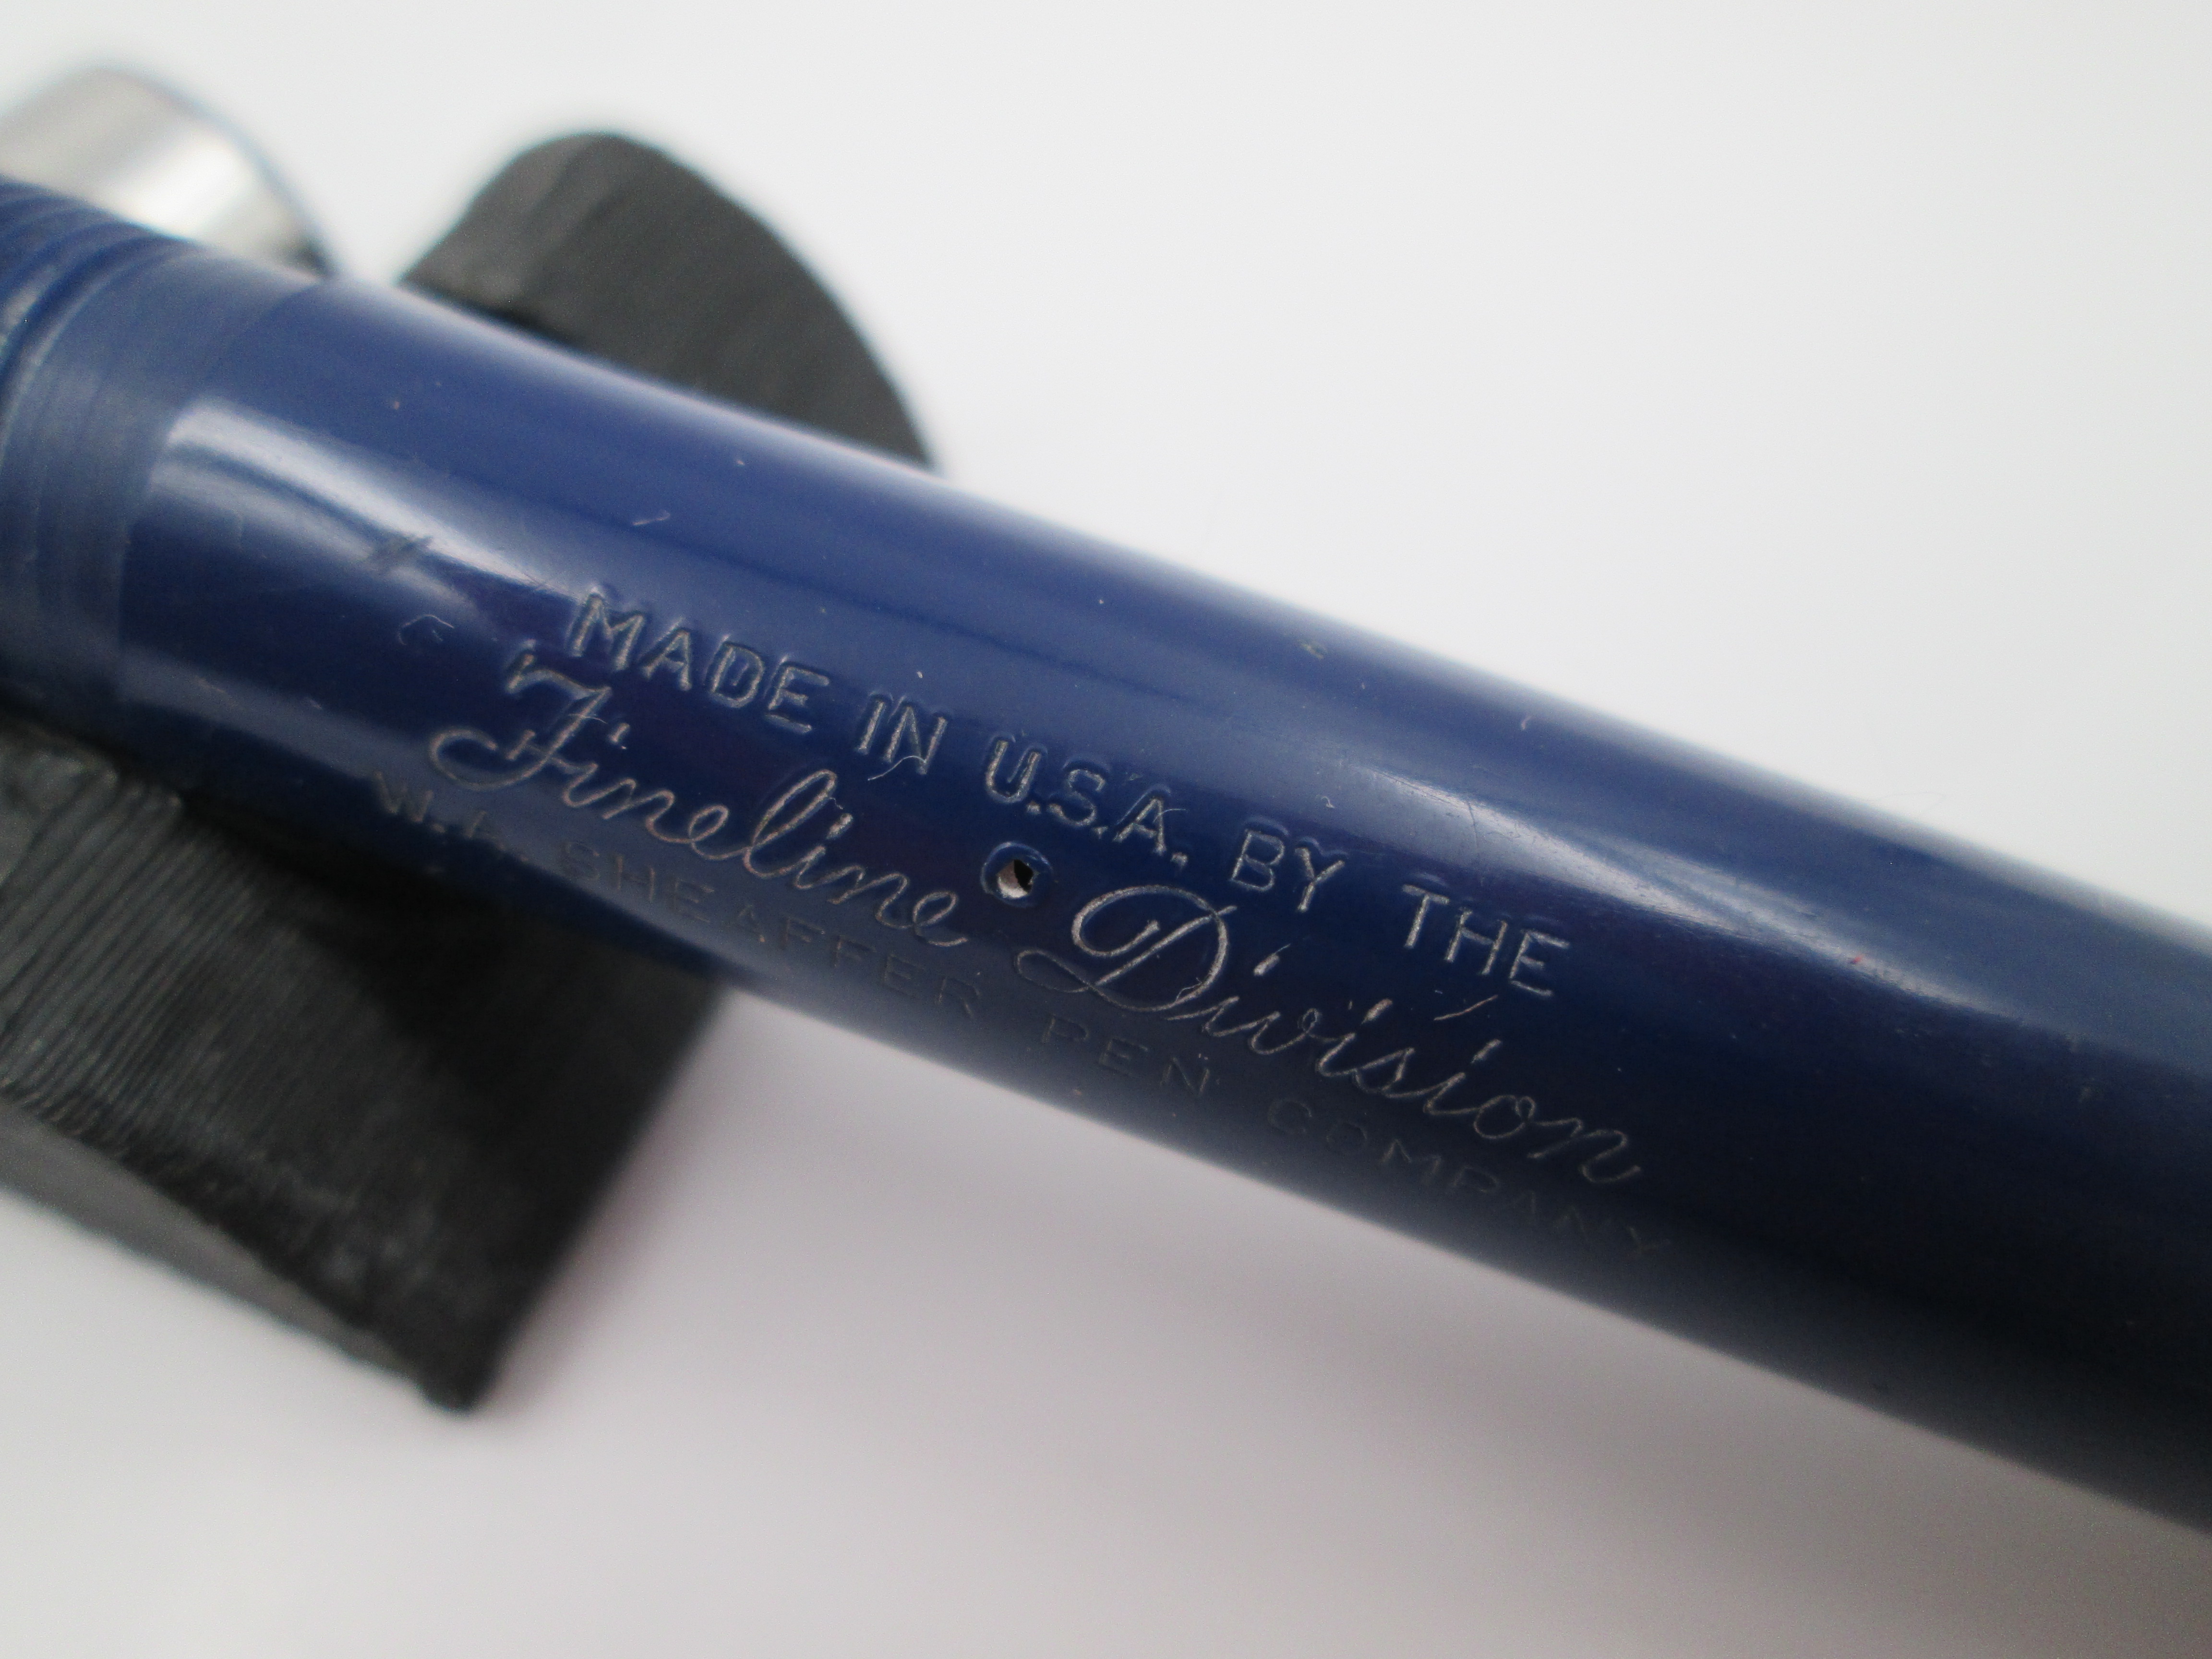 MADE IN U.S.A. BY THE
Fineline Division
W.A. SHEAFFER PEN COMPANY